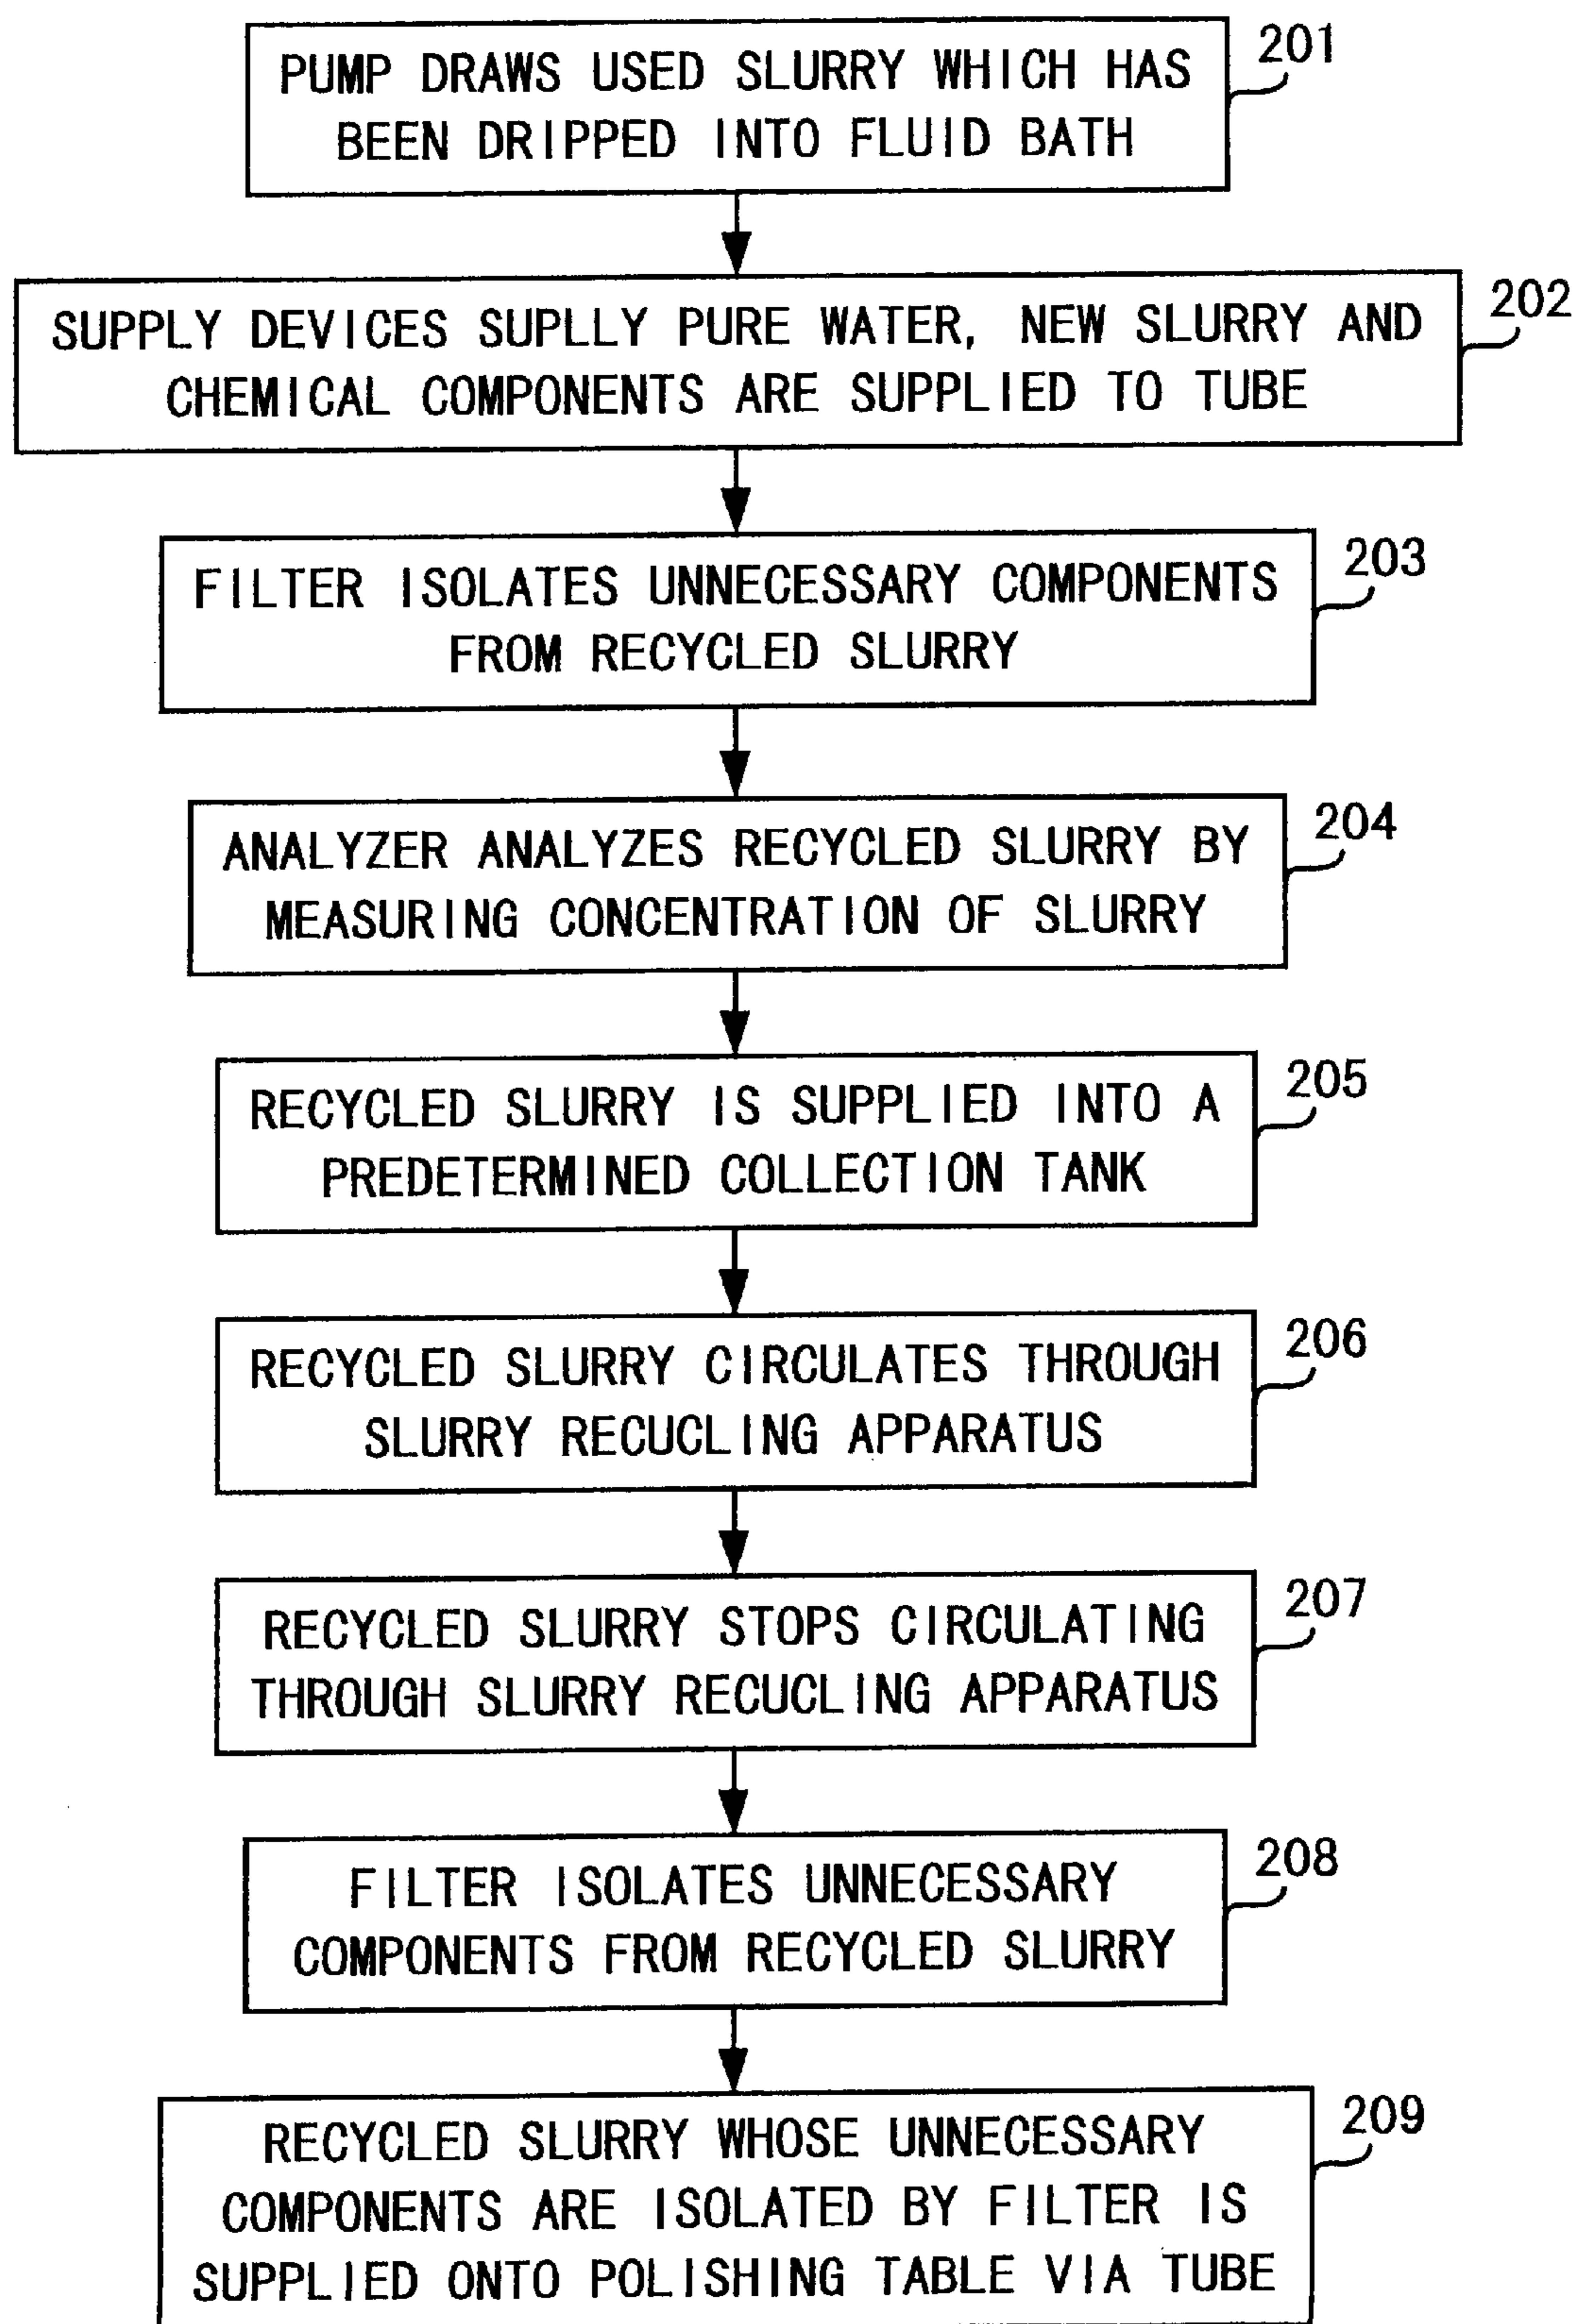 PUMP DRAWS USED SLURRY WHICH HAS
BEEN DRIPPED INTO FLUID BATH
201
SUPPLY DEVICES SUPLLY PURE WATER, NEW SLURRY AND
CHEMICAL COMPONENTS ARE SUPPLIED TO TUBE
202
FILTER ISOLATES UNNECESSARY COMPONENTS
FROM RECYCLED SLURRY
203
ANALYZER ANALYZES RECYCLED SLURRY BY
MEASURING CONCENTRATION OF SLURRY
204
RECYCLED SLURRY IS SUPPLIED INTO A
PREDETERMINED COLLECTION TANK
205
RECYCLED SLURRY CIRCULATES THROUGH
SLURRY RECUCLING APPARATUS
206
RECYCLED SLURRY STOPS CIRCULATING
THROUGH SLURRY RECUCLING APPARATUS
207
FILTER ISOLATES UNNECESSARY
COMPONENTS FROM RECYCLED SLURRY
208
RECYCLED SLURRY WHOSE UNNECESSARY
COMPONENTS ARE ISOLATED BY FILTER IS
SUPPLIED ONTO POLISHING TABLE VIA TUBE
209